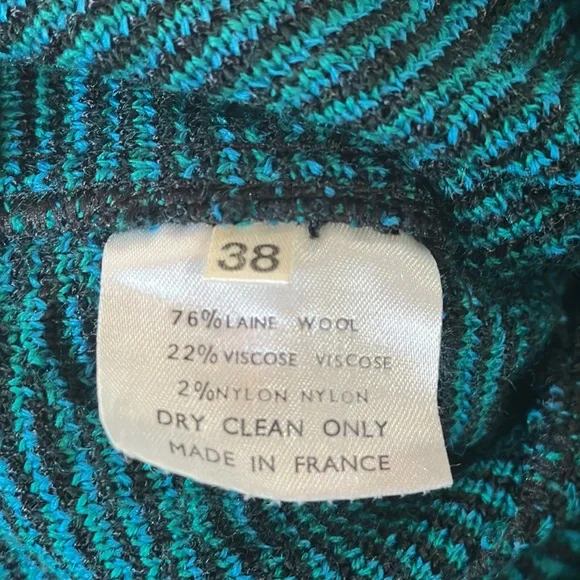 38
76% LAINE WOOL
22% VISCOSE VISCOSE
2% NYLON NYLON
DRY CLEAN ONLY
MADE IN FRANCE